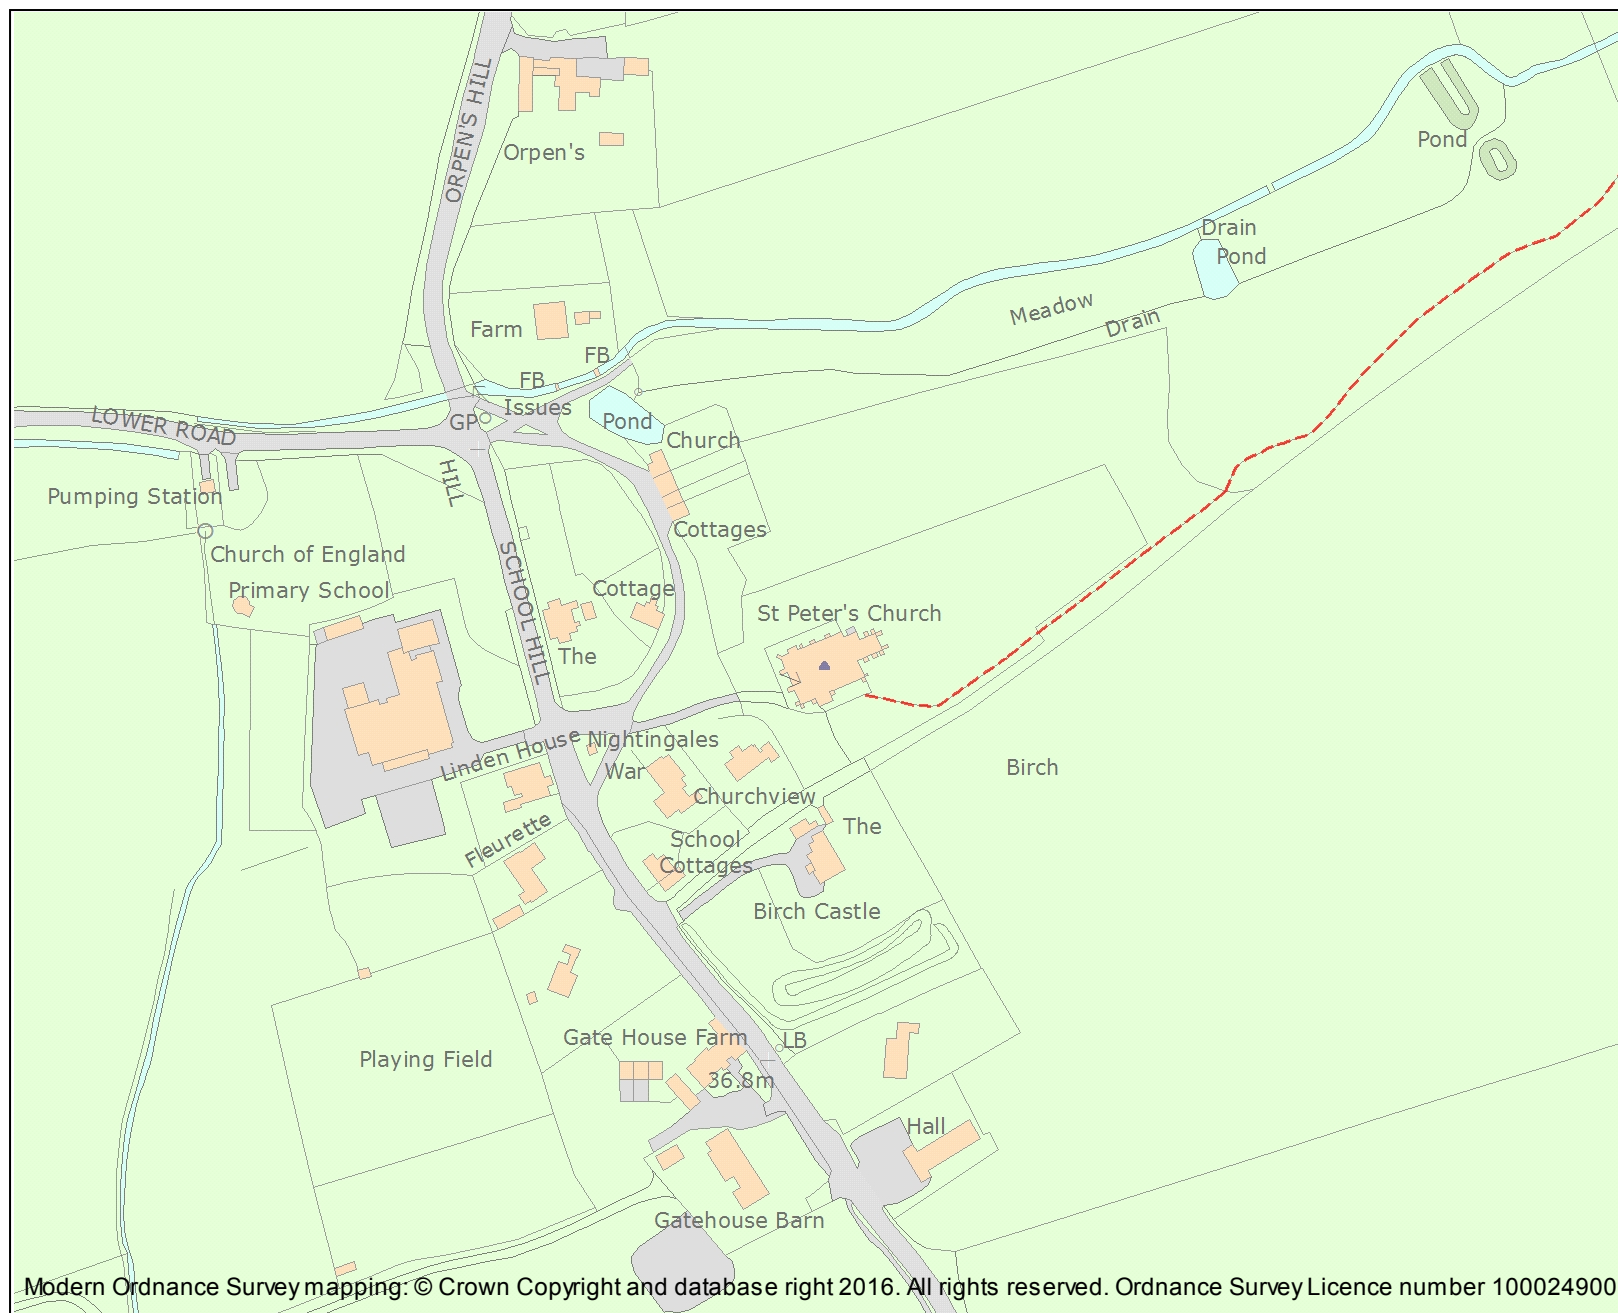 ORPEN'S HILL
Orpen's
Pond
Drain
Pond
Meadow
Drain
Farm
FB
FB
Issues
GP
Pond
LOWER ROAD
Church
HILL
Pumping Station
Cottages
Church of England
Primary School
SCHOOL HILL
Cottage
The
St Peter's Church
Linden House
Nightingales
War
Birch
Churchview
The
Fleurette
School
Cottages
Birch Castle
Gate House Farm
LB
Playing Field
36.8m
Hall
Gatehouse Barn
Modern Ordnance Survey mapping: © Crown Copyright and database right 2016. All rights reserved. Ordnance Survey Licence number 100024900